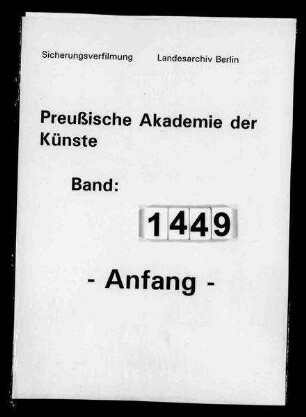 Sicherungsverfilmung Landesarchiv Berlin
Preußische Akademie der
Künste
Band:
1449
- Anfang -